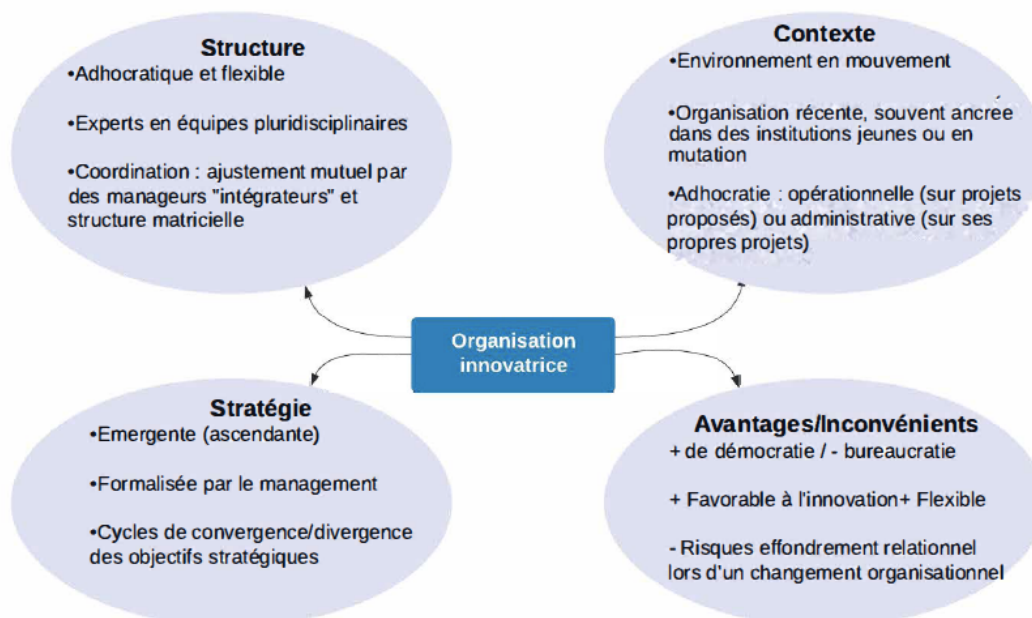 Structure
•Adhocratique et flexible
•Experts en équipes pluridisciplinaires
•Coordination : ajustement mutuel par
des manageurs "intégrateurs" et
structure matricielle
Contexte
•Environnement en mouvement
•Organisation récente, souvent ancrée
dans des institutions jeunes ou en
mutation
•Adhocratie : opérationnelle (sur projets
proposés) ou administrative (sur ses
propres projets)
Organisation
innovatrice
Stratégie
•Emergente (ascendante)
•Formalisée par le management
•Cycles de convergence/divergence
des objectifs stratégiques
Avantages/Inconvénients
+ de démocratie / - bureaucratie
+ Favorable à l'innovation+ Flexible
- Risques effondrement relationnel
lors d'un changement organisationnel